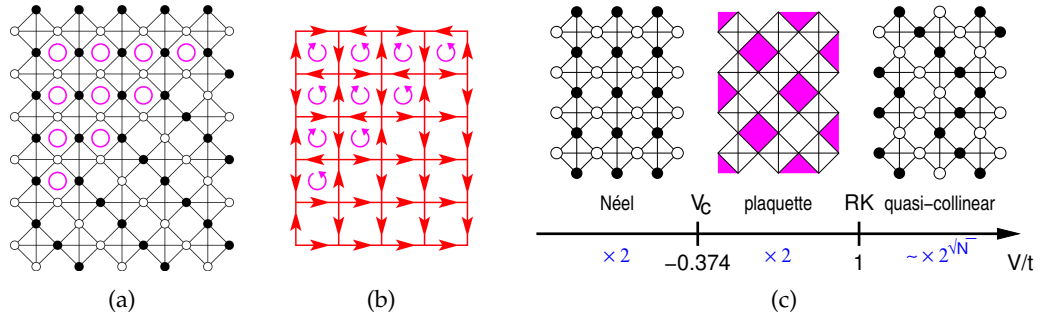 (a)
(b)
Néel
V_C
plaquette
RK
quasi−collinear
× 2
−0.374
× 2
1
~ × 2^√N
V/t
(c)